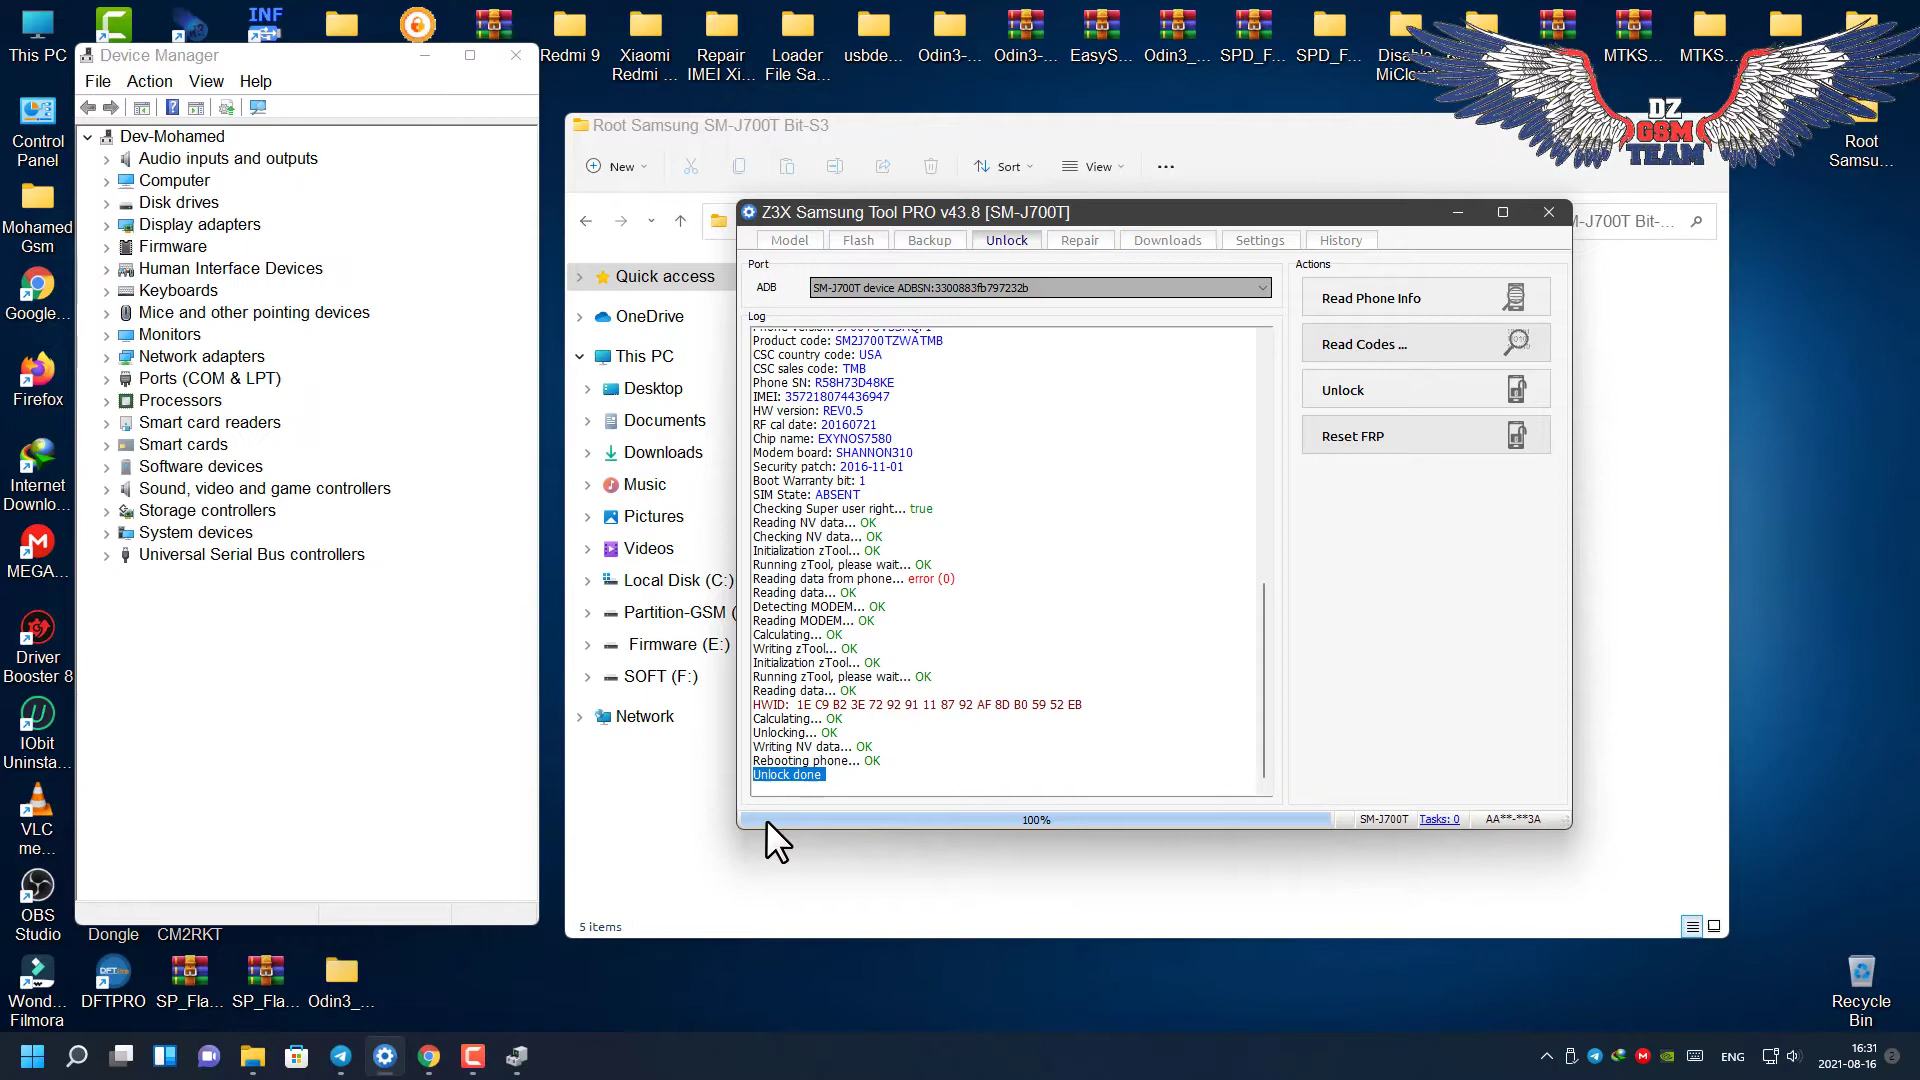 This PC
INF
Redmi 9
Xiaomi
Redmi ...
Repair
IMEI Xi...
Loader
File Sa...
usbde...
Odin3-...
Odin3-...
EasyS...
Odin3_...
SPD_F...
SPD_F...
Disabl
MiClou
MTKS...
MTKS...
DZ
GSM
TEAM
Root
Samsu...
Control
Panel
Mohamed
Gsm
Google...
Firefox
Internet
Downlo...
MEGA...
Driver
Booster 8
IObit
Uninsta...
VLC
me...
OBS
Studio
Dongle
CM2RKT
Wond...
Filmora
DFTPRO
SP_Fla...
SP_Fla...
Odin3_...
Recycle
Bin
Device Manager
File Action View Help
Dev-Mohamed
Audio inputs and outputs
Computer
Disk drives
Display adapters
Firmware
Human Interface Devices
Keyboards
Mice and other pointing devices
Monitors
Network adapters
Ports (COM & LPT)
Processors
Smart card readers
Smart cards
Software devices
Sound, video and game controllers
Storage controllers
System devices
Universal Serial Bus controllers
Root Samsung SM-J700T Bit-S3
New Sort View ...
M-J700T Bit-...
Quick access
OneDrive
This PC
Desktop
Documents
Downloads
Music
Pictures
Videos
Local Disk (C:)
Partition-GSM (
Firmware (E:)
SOFT (F:)
Network
5 items
Z3X Samsung Tool PRO v43.8 [SM-J700T]
Model Flash Backup Unlock Repair Downloads Settings History
Port
ADB SM-J700T device ADBSN:3300883fb797232b
Log
Product code: SM2J700TZWATMB
CSC country code: USA
CSC sales code: TMB
Phone SN: R58H73D48KE
IMEI: 357218074436947
HW version: REV0.5
RF cal date: 20160721
Chip name: EXYNOS7580
Modem board: SHANNON310
Security patch: 2016-11-01
Boot Warranty bit: 1
SIM State: ABSENT
Checking Super user right... true
Reading NV data... OK
Checking NV data... OK
Initialization zTool... OK
Running zTool, please wait... OK
Reading data from phone... error (0)
Reading data... OK
Detecting MODEM... OK
Reading MODEM... OK
Calculating... OK
Writing zTool... OK
Initialization zTool... OK
Running zTool, please wait... OK
Reading data... OK
HWID: 1E C9 B2 3E 72 92 91 11 87 92 AF 8D B0 59 52 EB
Calculating... OK
Unlocking... OK
Writing NV data... OK
Rebooting phone... OK
Unlock done
Actions
Read Phone Info
Read Codes ...
Unlock
Reset FRP
100%
SM-J700T Tasks: 0 AA**-**3A
ENG
16:31
2021-08-16
2